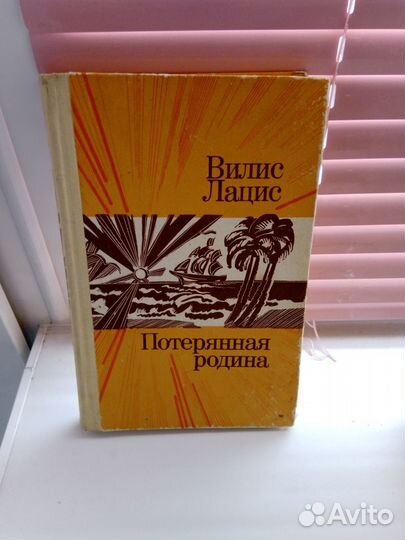 Вилис
Лацис
Потерянная
родина
Avito